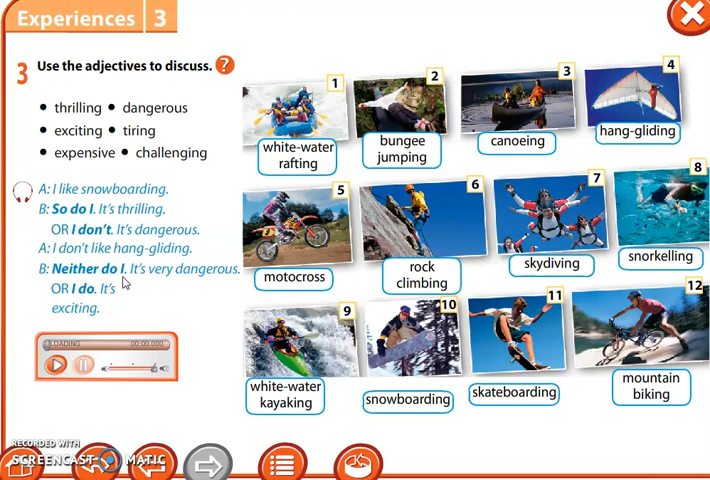 Experiences 3
3 Use the adjectives to discuss. ?
• thrilling • dangerous
• exciting • tiring
• expensive • challenging
A: I like snowboarding.
B: So do I. It's thrilling.
OR I don't. It's dangerous.
A: I don't like hang-gliding.
B: Neither do I. It's very dangerous.
OR I do. It's
exciting.
LOADING 00:00.000
1
white-water
rafting
2
bungee
jumping
3
canoeing
4
hang-gliding
5
motocross
6
rock
climbing
7
skydiving
8
snorkelling
9
white-water
kayaking
10
snowboarding
11
skateboarding
12
mountain
biking
RECORDED WITH
SCREENCAST MATIC